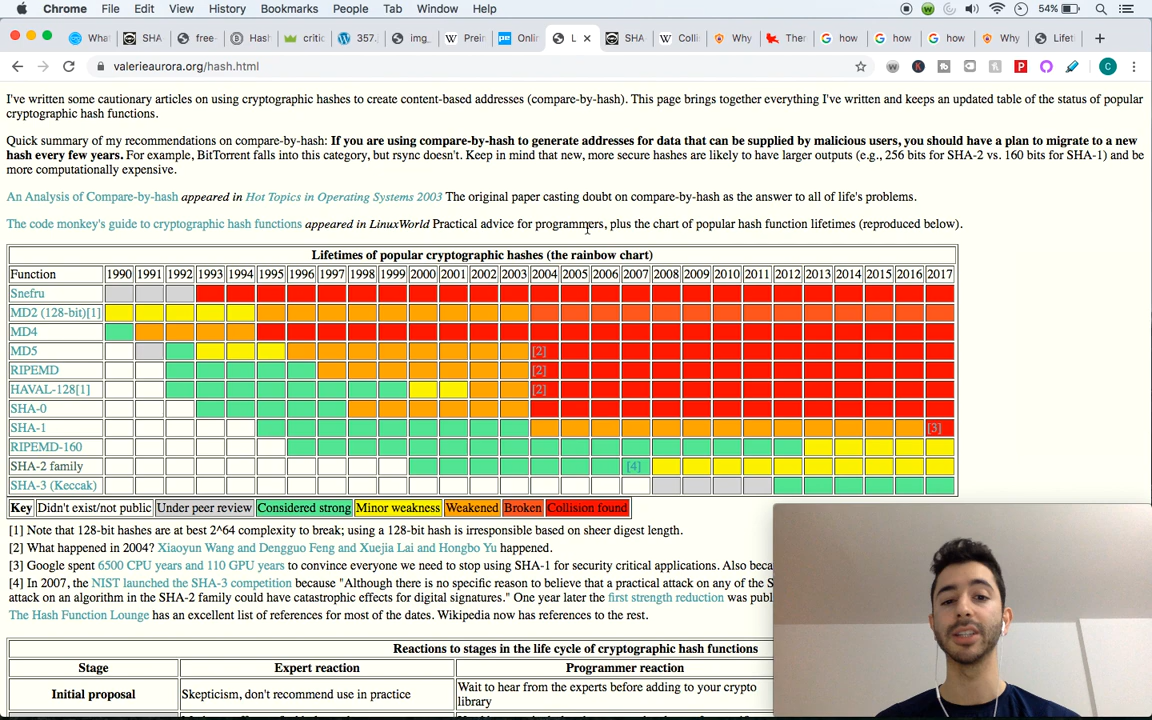 Chrome File Edit View History Bookmarks People Tab Window Help 54%
What SHA free- Hash critic 357. img_ Prein Onlin L SHA Colli Why Ther how how how Why Lifet
valerieaurora.org/hash.html C
I've written some cautionary articles on using cryptographic hashes to create content-based addresses (compare-by-hash). This page brings together everything I've written and keeps an updated table of the status of popular
cryptographic hash functions.
Quick summary of my recommendations on compare-by-hash: If you are using compare-by-hash to generate addresses for data that can be supplied by malicious users, you should have a plan to migrate to a new
hash every few years. For example, BitTorrent falls into this category, but rsync doesn't. Keep in mind that new, more secure hashes are likely to have larger outputs (e.g., 256 bits for SHA-2 vs. 160 bits for SHA-1) and be
more computationally expensive.
An Analysis of Compare-by-hash appeared in Hot Topics in Operating Systems 2003 The original paper casting doubt on compare-by-hash as the answer to all of life's problems.
The code monkey's guide to cryptographic hash functions appeared in LinuxWorld Practical advice for programmers, plus the chart of popular hash function lifetimes (reproduced below).
Lifetimes of popular cryptographic hashes (the rainbow chart)
Function 1990 1991 1992 1993 1994 1995 1996 1997 1998 1999 2000 2001 2002 2003 2004 2005 2006 2007 2008 2009 2010 2011 2012 2013 2014 2015 2016 2017
Snefru
MD2 (128-bit)[1]
MD4
MD5 [2]
RIPEMD [2]
HAVAL-128[1] [2]
SHA-0
SHA-1 [3]
RIPEMD-160
SHA-2 family [4]
SHA-3 (Keccak)
Key Didn't exist/not public Under peer review Considered strong Minor weakness Weakened Broken Collision found
[1] Note that 128-bit hashes are at best 2^64 complexity to break; using a 128-bit hash is irresponsible based on sheer digest length.
[2] What happened in 2004? Xiaoyun Wang and Dengguo Feng and Xuejia Lai and Hongbo Yu happened.
[3] Google spent 6500 CPU years and 110 GPU years to convince everyone we need to stop using SHA-1 for security critical applications. Also beca
[4] In 2007, the NIST launched the SHA-3 competition because "Although there is no specific reason to believe that a practical attack on any of the S
attack on an algorithm in the SHA-2 family could have catastrophic effects for digital signatures." One year later the first strength reduction was publ
The Hash Function Lounge has an excellent list of references for most of the dates. Wikipedia now has references to the rest.
Reactions to stages in the life cycle of cryptographic hash functions
Stage Expert reaction Programmer reaction
Initial proposal Skepticism, don't recommend use in practice Wait to hear from the experts before adding to your crypto
library